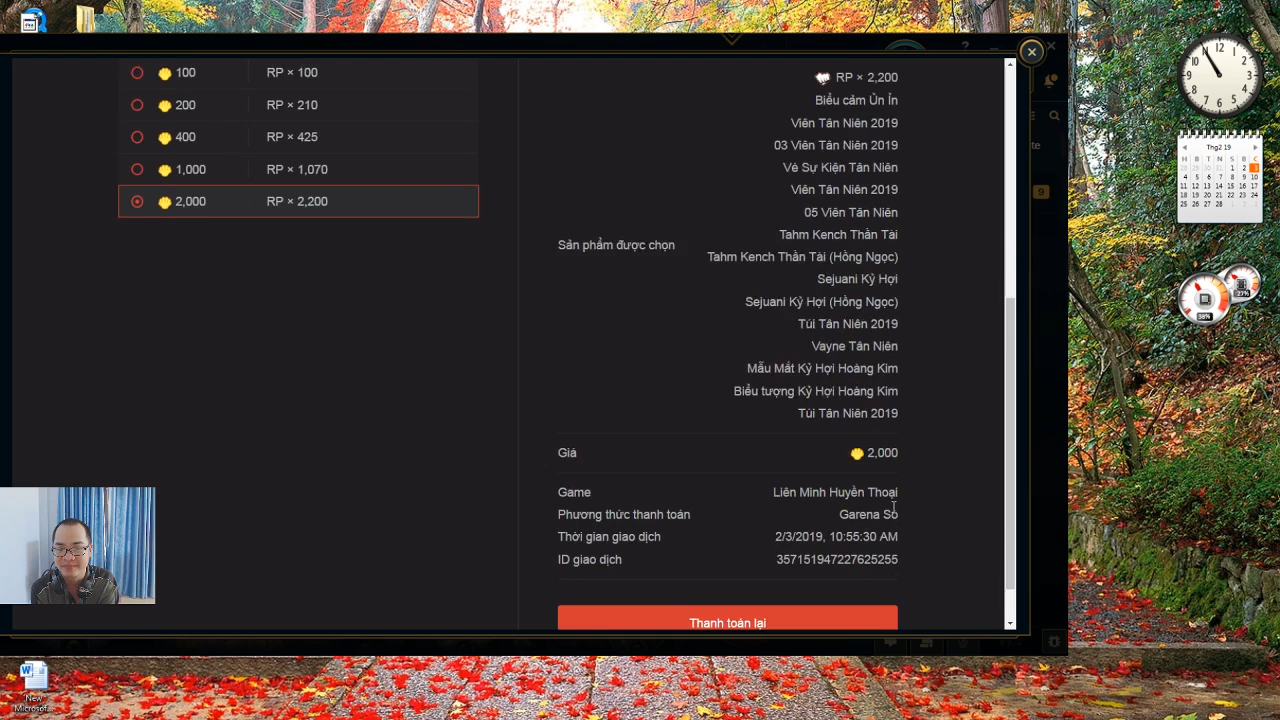 100 RP × 100
200 RP × 210
400 RP × 425
1,000 RP × 1,070
2,000 RP × 2,200
RP × 2,200
Biểu cảm Ủn Ỉn
Viên Tân Niên 2019
03 Viên Tân Niên 2019
Vé Sự Kiện Tân Niên
Viên Tân Niên 2019
05 Viên Tân Niên
Tahm Kench Thần Tài
Sản phẩm được chọn
Tahm Kench Thần Tài (Hồng Ngọc)
Sejuani Kỷ Hợi
Sejuani Kỷ Hợi (Hồng Ngọc)
Túi Tân Niên 2019
Vayne Tân Niên
Mẫu Mắt Kỷ Hợi Hoàng Kim
Biểu tượng Kỷ Hợi Hoàng Kim
Túi Tân Niên 2019
Giá 2,000
Game Liên Minh Huyền Thoại
Phương thức thanh toán Garena Sò
Thời gian giao dịch 2/3/2019, 10:55:30 AM
ID giao dịch 357151947227625255
Thanh toán lại
Thg2 19
9
New
Microsof...